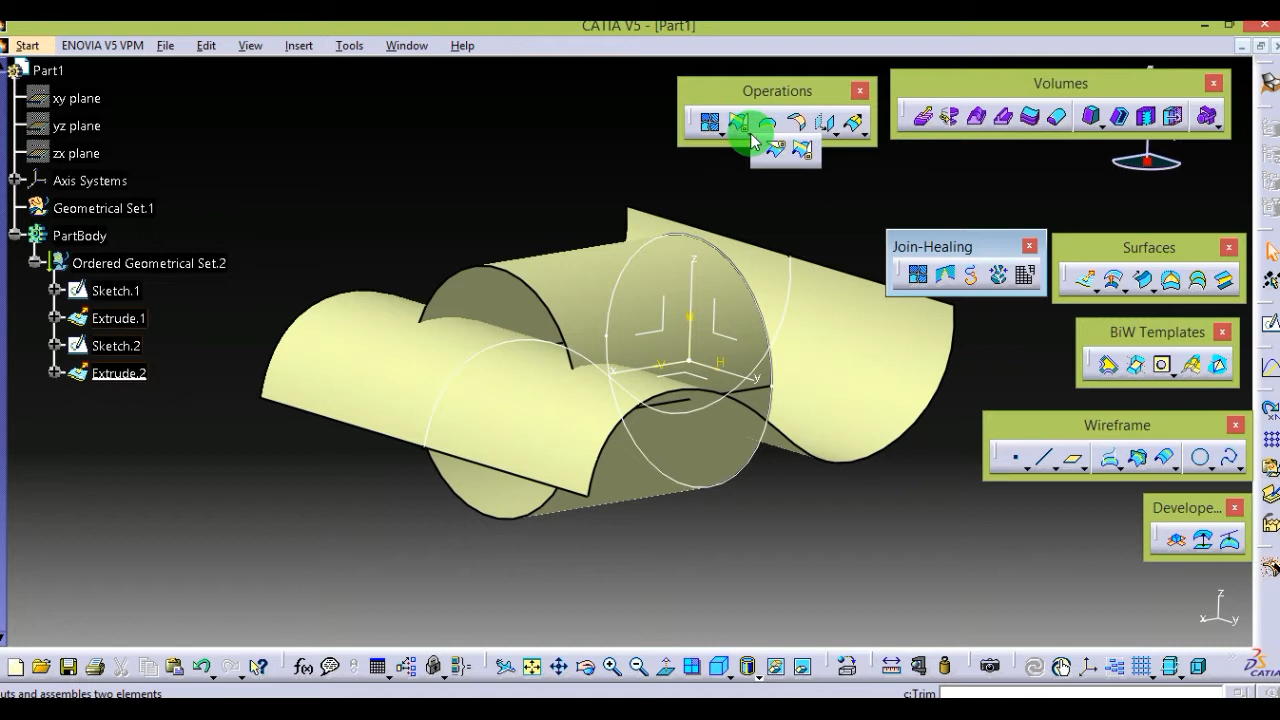 CATIA V5 - [Part1]
Start ENOVIA V5 VPM File Edit View Insert Tools Window Help
Part1
xy plane
yz plane
zx plane
Axis Systems
Geometrical Set.1
PartBody
Ordered Geometrical Set.2
Sketch.1
Extrude.1
Sketch.2
Extrude.2
Operations
Volumes
Join-Healing
Surfaces
BiW Templates
Wireframe
Develope...
z
V
H
x
y
z
x
y
f(x)
CATIA
uts and assembles two elements
c:Trim